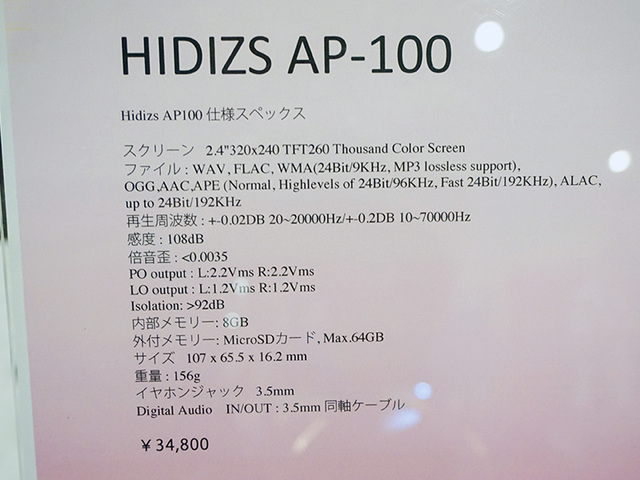 HIDIZS AP-100
Hidizs AP100 仕様スペックス
スクリーン 2.4"320x240 TFT260 Thousand Color Screen
ファイル : WAV, FLAC, WMA(24Bit/9KHz, MP3 lossless support),
OGG,AAC,APE (Normal, Highlevels of 24Bit/96KHz, Fast 24Bit/192KHz), ALAC,
up to 24Bit/192KHz
再生周波数 : +-0.02DB 20~20000Hz/+-0.2DB 10~70000Hz
感度 : 108dB
倍音歪 : <0.0035
PO output : L:2.2Vms R:2.2Vms
LO output : L:1.2Vms R:1.2Vms
Isolation: >92dB
内部メモリー: 8GB
外付メモリー: MicroSDカード, Max.64GB
サイズ 107 x 65.5 x 16.2 mm
重量 : 156g
イヤホンジャック 3.5mm
Digital Audio IN/OUT : 3.5mm 同軸ケーブル
¥34,800